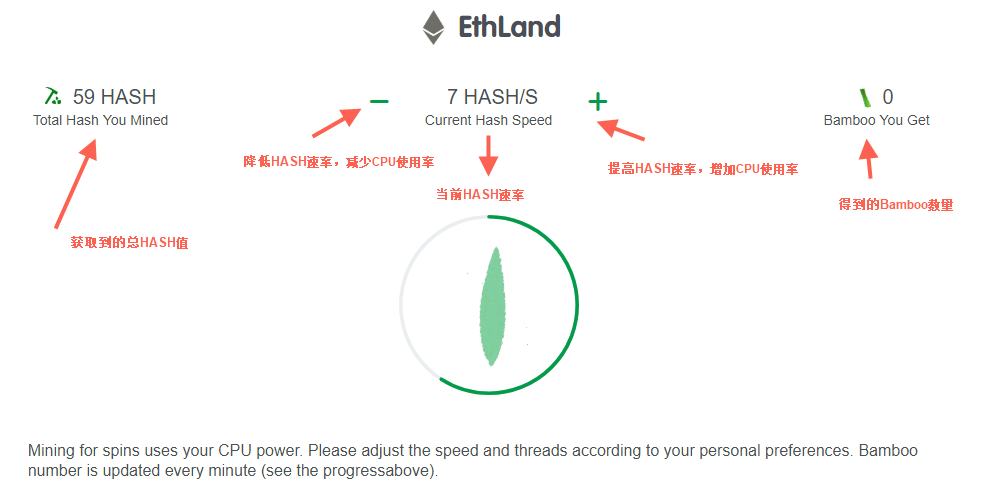 EthLand
59 HASH
Total Hash You Mined
7 HASH/S
Current Hash Speed
0
Bamboo You Get
降低HASH速率，减少CPU使用率
提高HASH速率，增加CPU使用率
当前HASH速率
得到的Bamboo数量
获取到的总HASH值
Mining for spins uses your CPU power. Please adjust the speed and threads according to your personal preferences. Bamboo
number is updated every minute (see the progressabove).